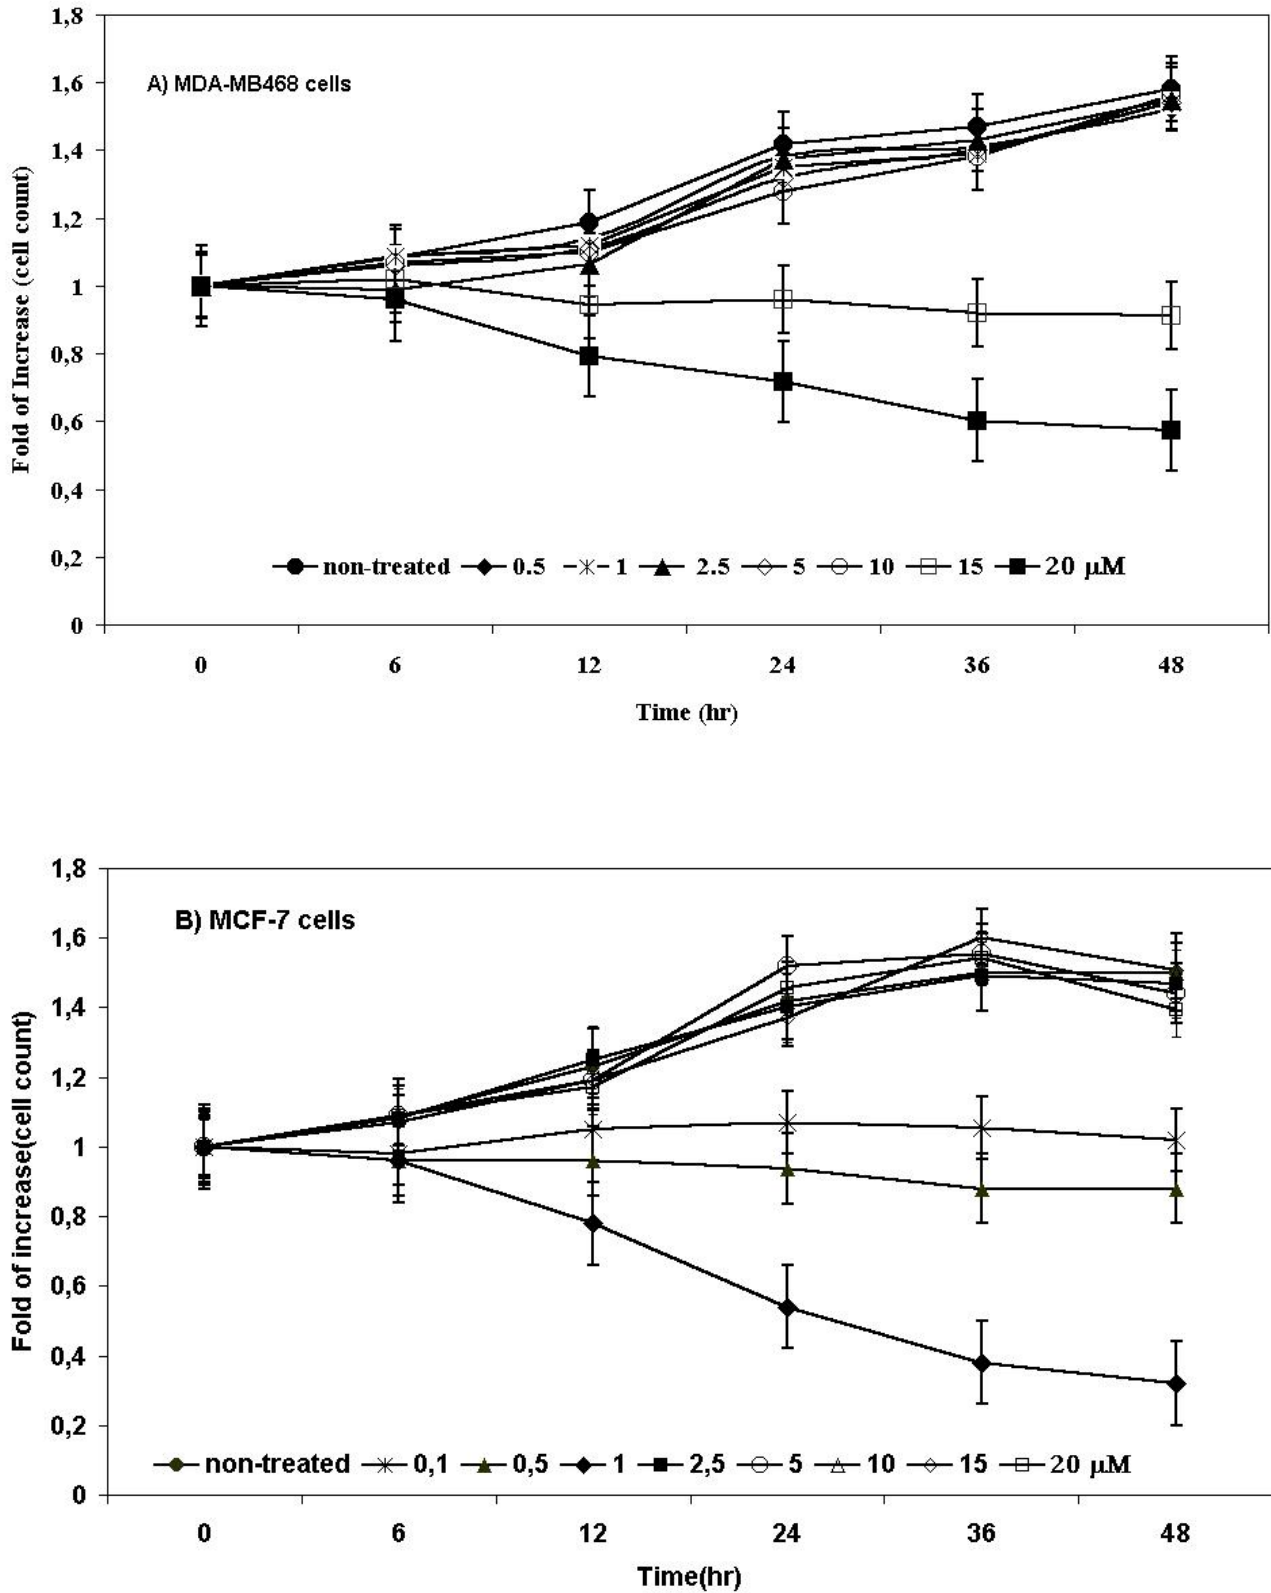 1,8
A) MDA-MB468 cells
1,6
1,4
1,2
1
0,8
0,6
0,4
0,2
0
Fold of Increase (cell count)
non-treated 0.5 1 2.5 5 10 15 20 µM
0 6 12 24 36 48
Time (hr)
1,8
B) MCF-7 cells
1,6
1,4
1,2
1
0,8
0,6
0,4
0,2
0
Fold of increase(cell count)
non-treated 0,1 0,5 1 2,5 5 10 15 20 µM
0 6 12 24 36 48
Time(hr)